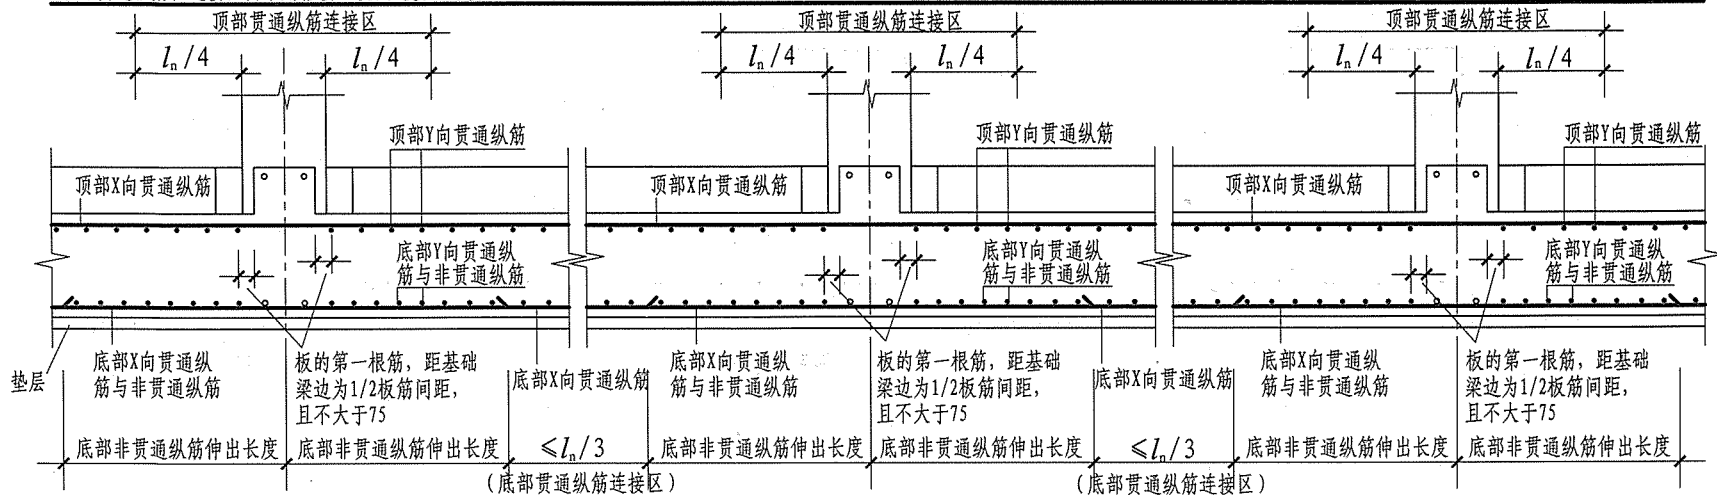 顶部贯通纵筋连接区
顶部贯通纵筋连接区
顶部贯通纵筋连接区
lₙ/4
lₙ/4
lₙ/4
lₙ/4
lₙ/4
lₙ/4
顶部Y向贯通纵筋
顶部Y向贯通纵筋
顶部Y向贯通纵筋
顶部X向贯通纵筋
顶部X向贯通纵筋
顶部X向贯通纵筋
底部Y向贯通纵
筋与非贯通纵筋
底部Y向贯通纵
筋与非贯通纵筋
底部Y向贯通纵
筋与非贯通纵筋
垫层
底部X向贯通纵
筋与非贯通纵筋
板的第一根筋，距基础
梁边为1/2板筋间距，
且不大于75
底部X向贯通纵筋
底部X向贯通纵
筋与非贯通纵筋
板的第一根筋，距基础
梁边为1/2板筋间距，
且不大于75
底部X向贯通纵筋
底部X向贯通纵
筋与非贯通纵筋
板的第一根筋，距基础
梁边为1/2板筋间距，
且不大于75
底部非贯通纵筋伸出长度
底部非贯通纵筋伸出长度
≤lₙ/3
底部非贯通纵筋伸出长度
底部非贯通纵筋伸出长度
≤lₙ/3
底部非贯通纵筋伸出长度
底部非贯通纵筋伸出长度
（底部贯通纵筋连接区）
（底部贯通纵筋连接区）